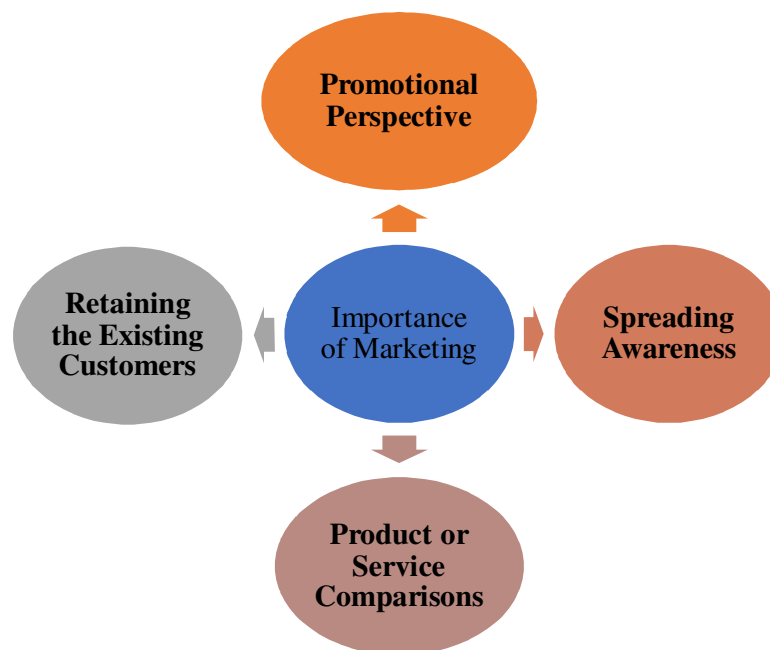 Promotional
Perspective
Retaining
the Existing
Customers
Importance
of Marketing
Spreading
Awareness
Product or
Service
Comparisons